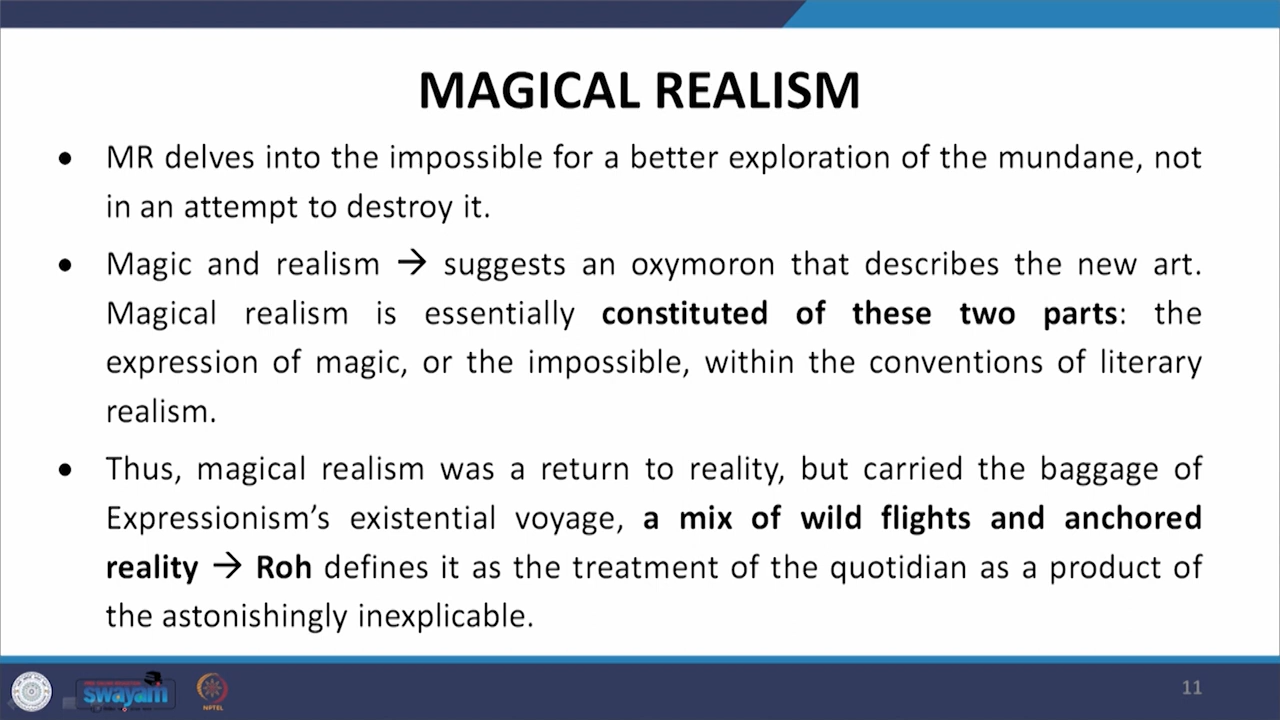 MAGICAL REALISM
• MR delves into the impossible for a better exploration of the mundane, not
in an attempt to destroy it.
• Magic and realism → suggests an oxymoron that describes the new art.
Magical realism is essentially constituted of these two parts: the
expression of magic, or the impossible, within the conventions of literary
realism.
• Thus, magical realism was a return to reality, but carried the baggage of
Expressionism’s existential voyage, a mix of wild flights and anchored
reality → Roh defines it as the treatment of the quotidian as a product of
the astonishingly inexplicable.
swayam
NPTEL
11